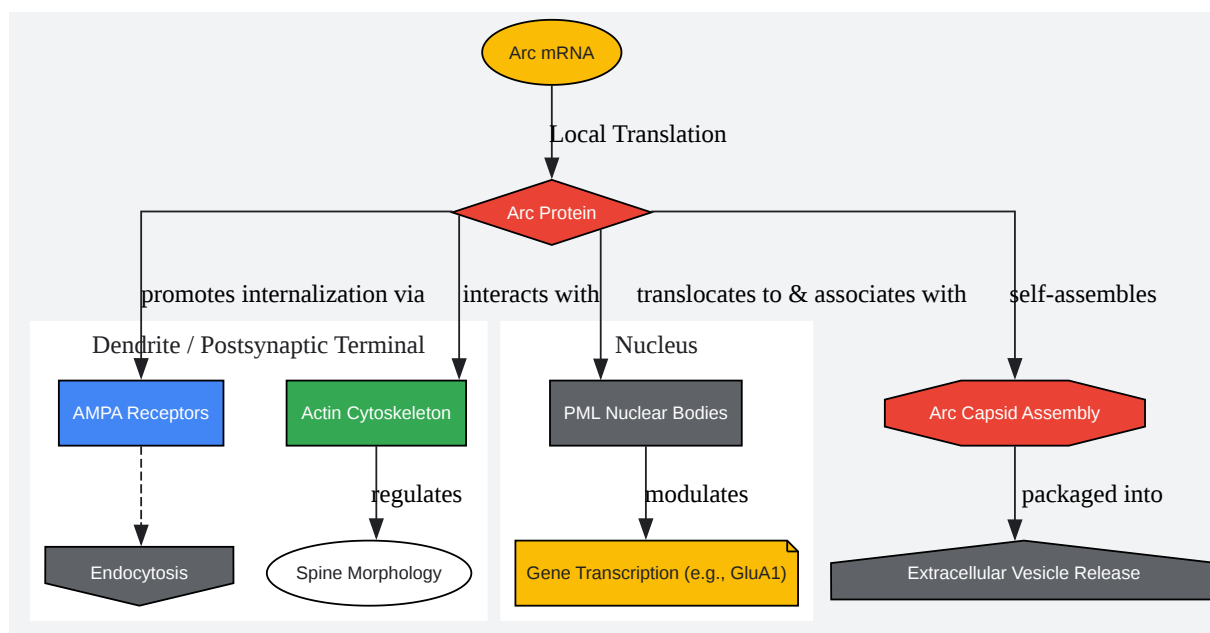 Arc mRNA
Local Translation
Arc Protein
promotes internalization via
interacts with
translocates to & associates with
self-assembles
Dendrite / Postsynaptic Terminal
Nucleus
AMPA Receptors
Actin Cytoskeleton
PML Nuclear Bodies
Arc Capsid Assembly
regulates
modulates
packaged into
Endocytosis
Spine Morphology
Gene Transcription (e.g., GluA1)
Extracellular Vesicle Release